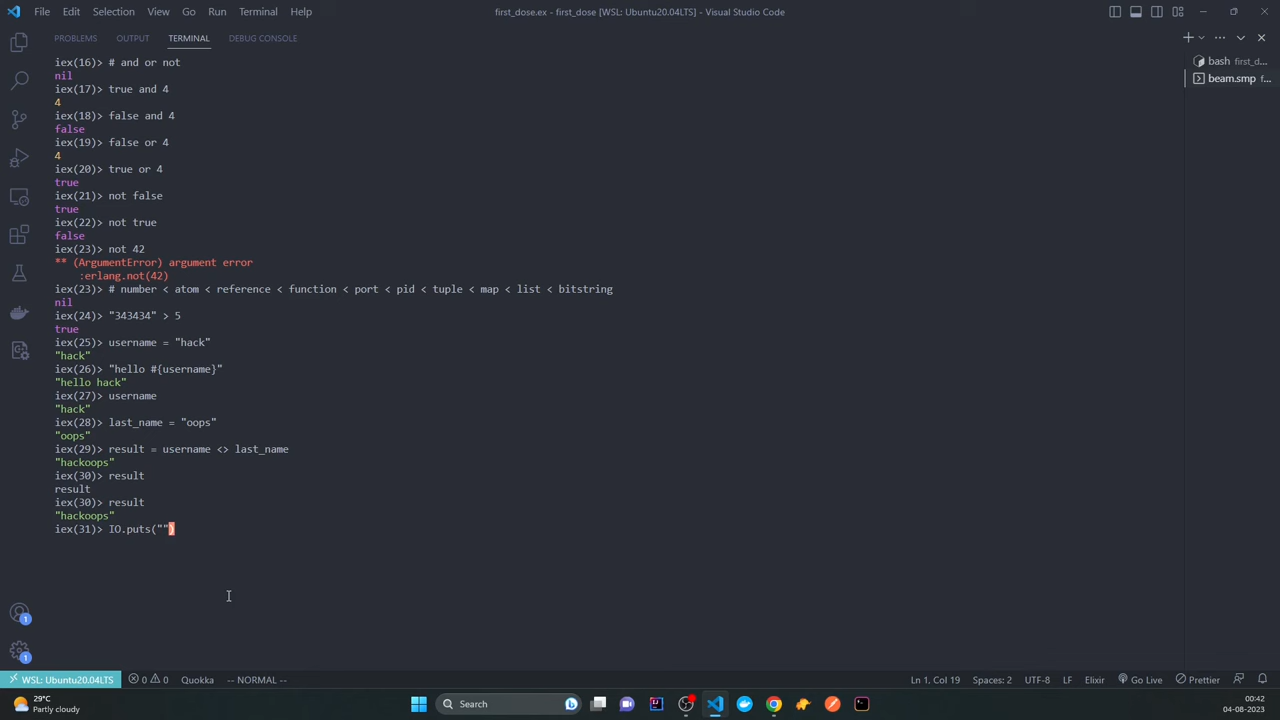 File Edit Selection View Go Run Terminal Help
first_dose.ex - first_dose [WSL: Ubuntu20.04LTS] - Visual Studio Code
PROBLEMS OUTPUT TERMINAL DEBUG CONSOLE
iex(16)> # and or not
nil
iex(17)> true and 4
4
iex(18)> false and 4
false
iex(19)> false or 4
4
iex(20)> true or 4
true
iex(21)> not false
true
iex(22)> not true
false
iex(23)> not 42
** (ArgumentError) argument error
:erlang.not(42)
iex(23)> # number < atom < reference < function < port < pid < tuple < map < list < bitstring
nil
iex(24)> "343434" > 5
true
iex(25)> username = "hack"
"hack"
iex(26)> "hello #{username}"
"hello hack"
iex(27)> username
"hack"
iex(28)> last_name = "oops"
"oops"
iex(29)> result = username <> last_name
"hackoops"
iex(30)> result
result
iex(30)> result
"hackoops"
iex(31)> IO.puts("")
bash first_d...
beam.smp f...
1
1
WSL: Ubuntu20.04LTS 0 0 Quokka -- NORMAL -- Ln 1, Col 19 Spaces: 2 UTF-8 LF Elixir Go Live Prettier
29°C
Partly cloudy
Search
00:42
04-08-2023